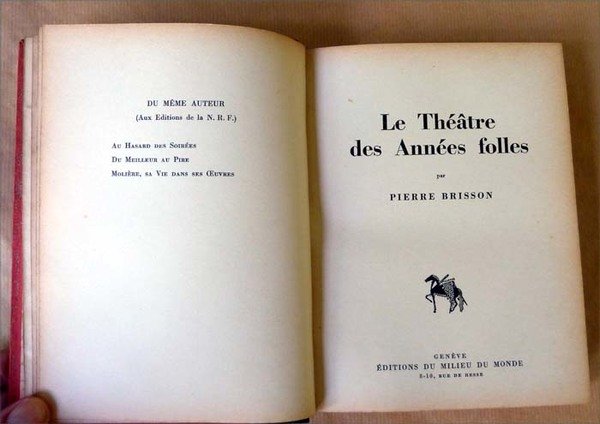 DU MÊME AUTEUR
(Aux Editions de la N. R. F.)
AU HASARD DES SOIRÉES
DU MEILLEUR AU PIRE
MOLIÈRE, SA VIE DANS SES ŒUVRES
Le Théâtre
des Années folles
par
PIERRE BRISSON
GENÈVE
ÉDITIONS DU MILIEU DU MONDE
8-10, RUE DE HESSE